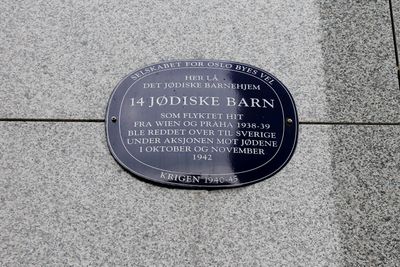 SELSKABET FOR OSLO BYES VEL
HER LÅ
DET JØDISKE BARNEHJEM
14 JØDISKE BARN
SOM FLYKTET HIT
FRA WIEN OG PRAHA 1938-39
BLE REDDET OVER TIL SVERIGE
UNDER AKSJONEN MOT JØDENE
I OKTOBER OG NOVEMBER
1942
KRIGEN 1940-45